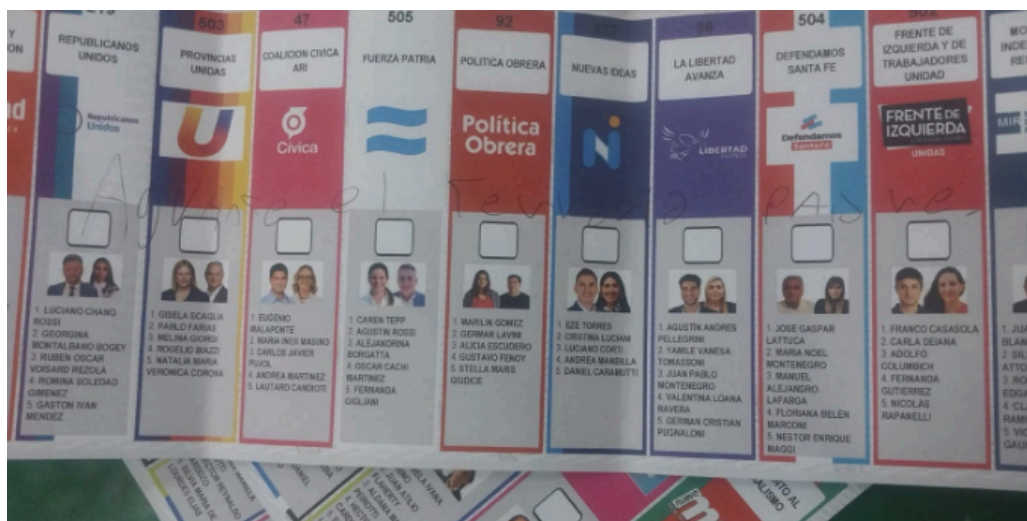 503
47
505
92
96
504
REPUBLICANOS
UNIDOS
PROVINCIAS
UNIDAS
COALICION CIVICA
ARI
FUERZA PATRIA
POLITICA OBRERA
NUEVAS IDEAS
LA LIBERTAD
AVANZA
DEFENDAMOS
SANTA FE
FRENTE DE
IZQUIERDA Y DE
TRABAJADORES
UNIDAD
Republicanos
Unidos
U
Cívica
Política
Obrera
N
LIBERTAD
AVANZA
Defendamos
Santa Fe
FRENTE DE
IZQUIERDA
UNIDAD
Aguante el
1. LUCIANO CHANO
ROSSI
2. GEORGINA
MONTALBANO BOGEY
3. RUBEN OSCAR
VOISARD REZOLA
4. ROMINA SOLEDAD
GIMENEZ
5. GASTON IVAN
MENDEZ
1. GISELA SCAGLIA
2. PABLO FARIAS
3. MELINA GIORGI
4. ROGELIO BIAZZI
5. NATALIA MARIA
VERONICA CORONA
1. EUGENIO
MALAPONTE
2. MARIA INES MASINO
3. CARLOS JAVIER
PUJOL
4. ANDREA MARTINEZ
5. LAUTARO CANDIOTI
1. CAREN TEPP
2. AGUSTIN ROSSI
3. ALEJANDRINA
BORGATTA
4. OSCAR CACHI
MARTINEZ
5. FERNANDA
GIGLIANI
1. MARILIN GOMEZ
2. GERMAN LAVINI
3. ALICIA ESCUDERO
4. GUSTAVO FENOY
5. STELLA MARIS
GIUDICE
1. EZE TORRES
2. CRISTINA LUCIANI
3. LUCIANO CORTI
4. ANDREA MANSILLA
5. DANIEL CARAMUTTI
1. AGUSTÍN ANDRES
PELLEGRINI
2. YAMILE VANESA
TOMASSONI
3. JUAN PABLO
MONTENEGRO
4. VALENTINA LOANA
RAVERA
5. GERMAN CRISTIAN
PUGNALONI
1. JOSE GASPAR
LATTUCA
2. MARIA NOEL
MONTENEGRO
3. MANUEL
ALEJANDRO
LAFARGA
4. FLORIANA BELEN
MARCONI
5. NESTOR ENRIQUE
MAGGI
1. FRANCO CASASOLA
2. CARLA DEIANA
3. ADOLFO
COLUMBICH
4. FERNANDA
GUTIERREZ
5. NICOLAS
RAPANELLI